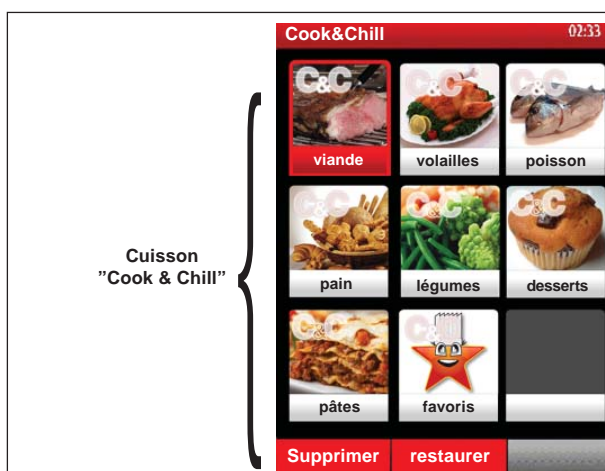 Cook&Chill 02:33
C&C C&C C&C
viande volailles poisson
C&C C&C C&C
pain légumes desserts
Cuisson
”Cook & Chill”
C&C C&C
pâtes favoris
Supprimer restaurer